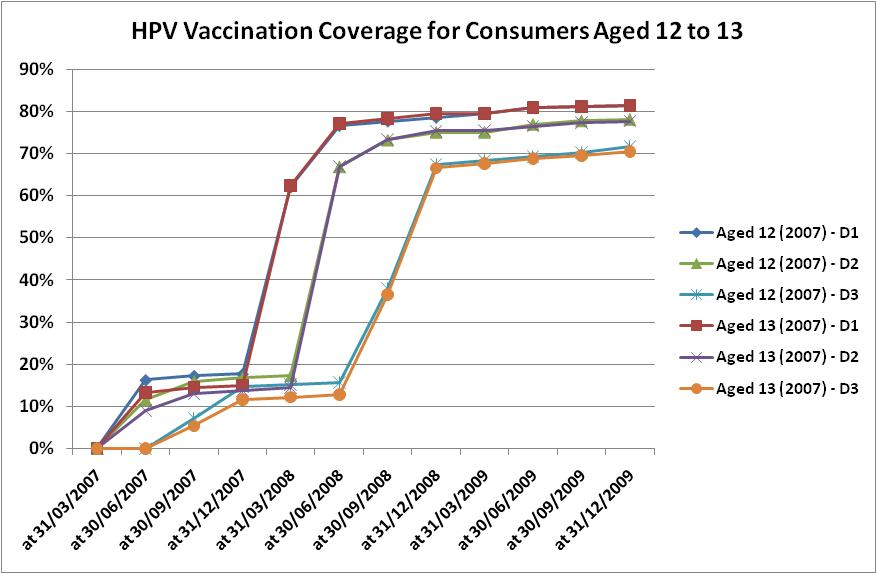 HPV Vaccination Coverage for Consumers Aged 12 to 13
90%
80%
70%
60%
50%
40%
30%
20%
10%
0%
at 31/03/2007
at 30/06/2007
at 30/09/2007
at 31/12/2007
at 31/03/2008
at 30/06/2008
at 30/09/2008
at 31/12/2008
at 31/03/2009
at 30/06/2009
at 30/09/2009
at 31/12/2009
Aged 12 (2007) - D1
Aged 12 (2007) - D2
Aged 12 (2007) - D3
Aged 13 (2007) - D1
Aged 13 (2007) - D2
Aged 13 (2007) - D3